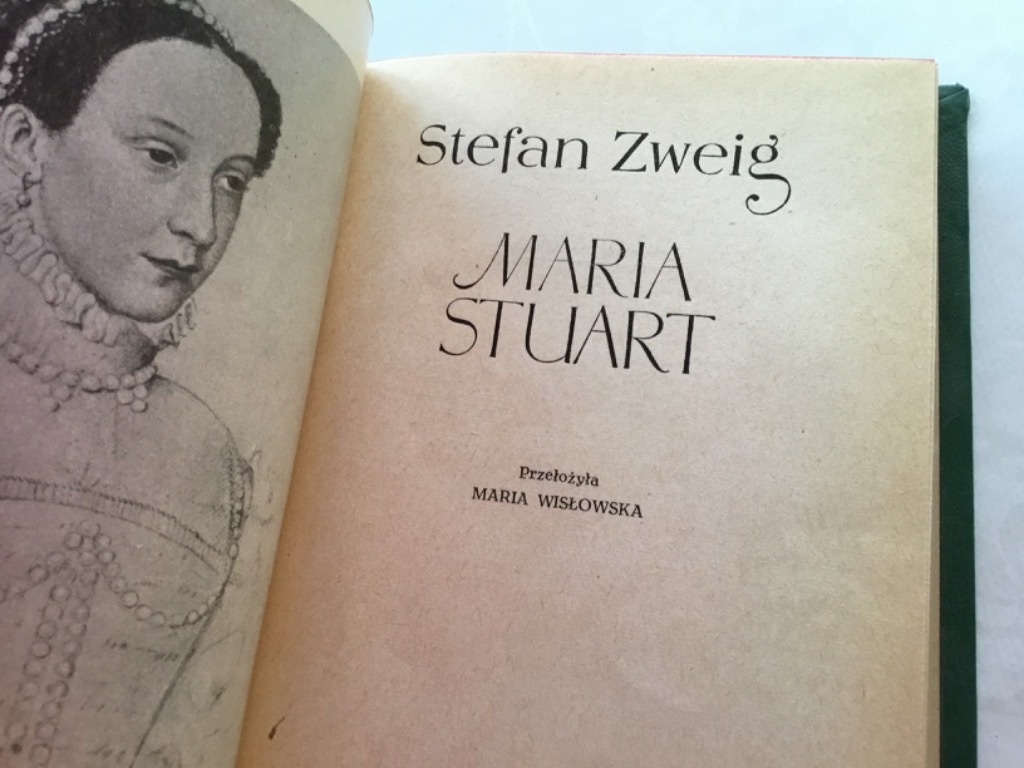 Stefan Zweig
MARIA
STUART
Przełożyła
MARIA WISŁOWSKA